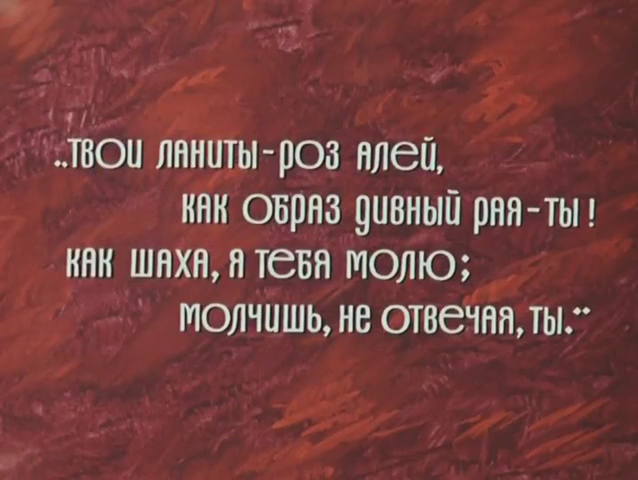 „Твои ланиты - роз алей,
как образ дивный рая - ты!
Как шаха, я тебя молю;
молчишь, не отвечая, ты.“